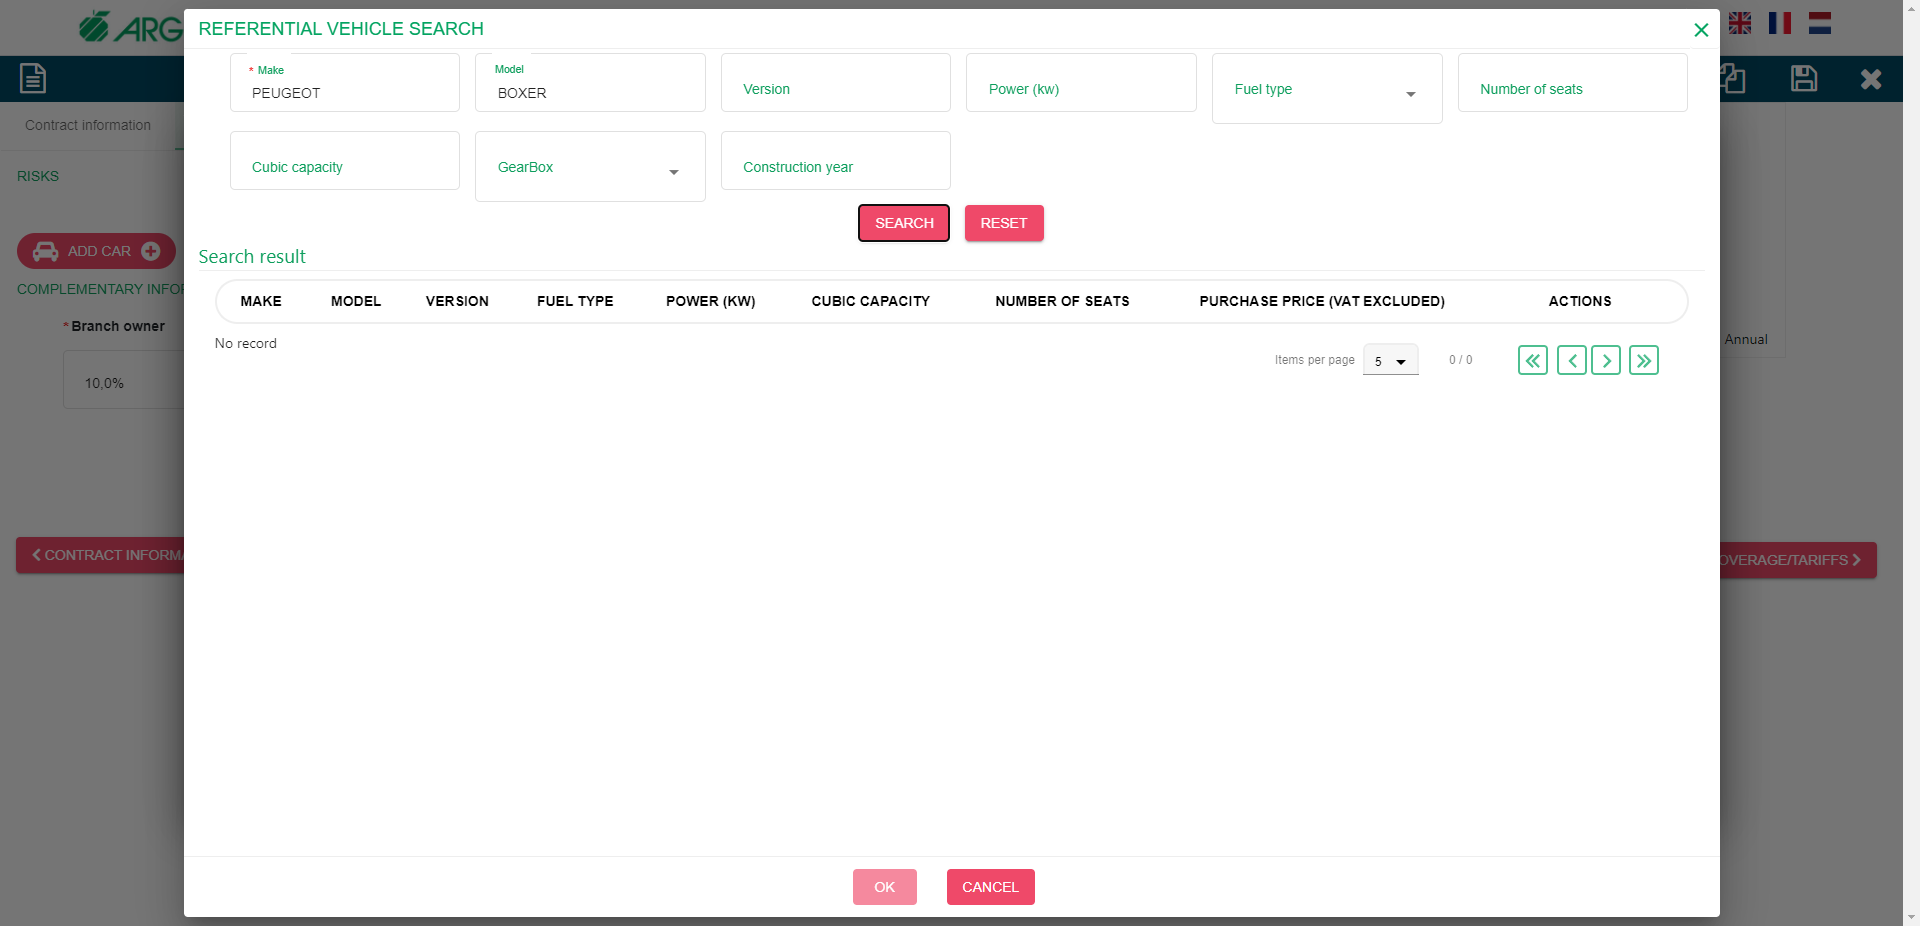 ARG
REFERENTIAL VEHICLE SEARCH
Contract information
* Make
PEUGEOT
Model
BOXER
Version
Power (kw)
Fuel type
Number of seats
Cubic capacity
GearBox
Construction year
RISKS
SEARCH
RESET
ADD CAR
Search result
COMPLEMENTARY INFOR
MAKE MODEL VERSION FUEL TYPE POWER (KW) CUBIC CAPACITY NUMBER OF SEATS PURCHASE PRICE (VAT EXCLUDED) ACTIONS
* Branch owner
No record
Annual
Items per page 5 0 / 0
10,0%
CONTRACT INFORMA
OVERAGE/TARIFFS
OK
CANCEL